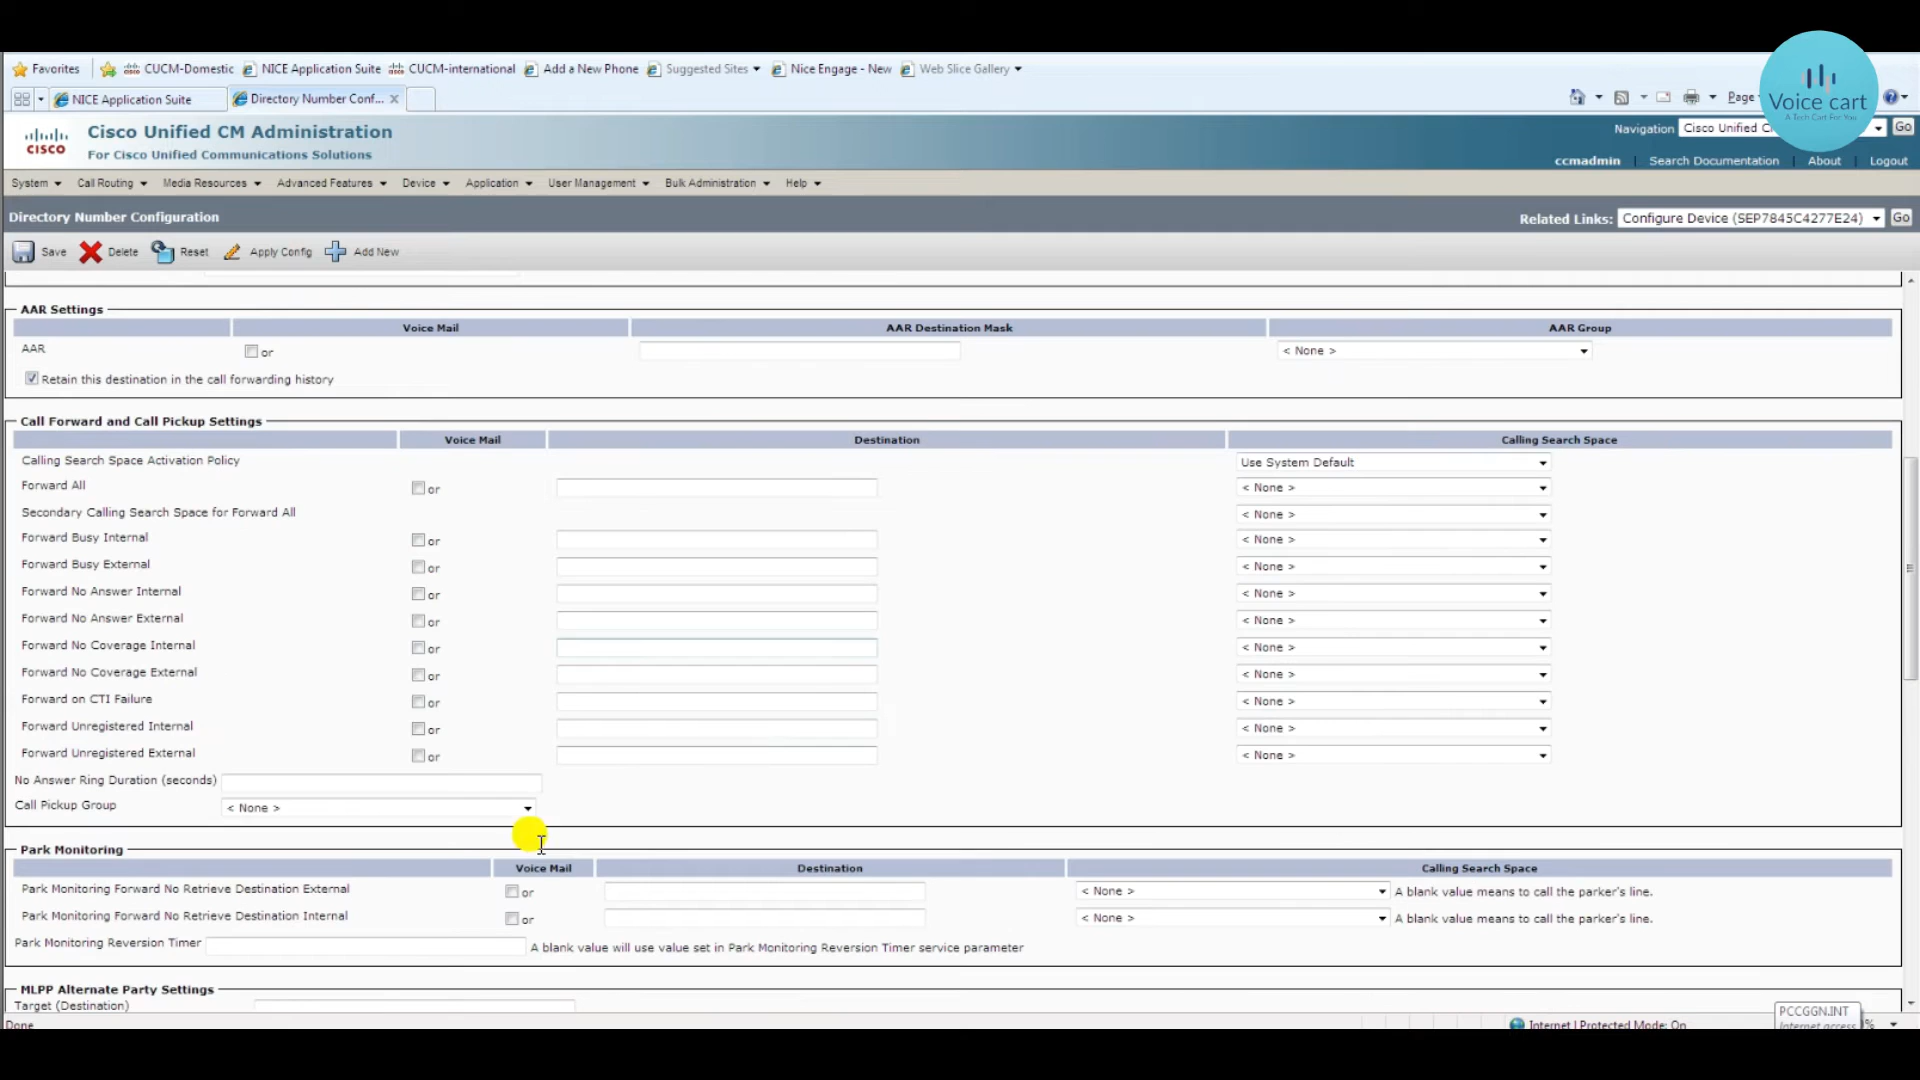 Favorites CUCM-Domestic NICE Application Suite CUCM-international Add a New Phone Suggested Sites Nice Engage - New Web Slice Gallery
NICE Application Suite Directory Number Conf... Page
Voice cart
A Tech Cart For You
CISCO
Cisco Unified CM Administration
For Cisco Unified Communications Solutions
Navigation Cisco Unified Go
ccmadmin Search Documentation About Logout
System Call Routing Media Resources Advanced Features Device Application User Management Bulk Administration Help
Directory Number Configuration
Related Links: Configure Device (SEP7845C4277E24) Go
Save Delete Reset Apply Config Add New
AAR Settings
Voice Mail AAR Destination Mask AAR Group
AAR or < None >
Retain this destination in the call forwarding history
Call Forward and Call Pickup Settings
Voice Mail Destination Calling Search Space
Calling Search Space Activation Policy Use System Default
Forward All or < None >
Secondary Calling Search Space for Forward All < None >
Forward Busy Internal or < None >
Forward Busy External or < None >
Forward No Answer Internal or < None >
Forward No Answer External or < None >
Forward No Coverage Internal or < None >
Forward No Coverage External or < None >
Forward on CTI Failure or < None >
Forward Unregistered Internal or < None >
Forward Unregistered External or < None >
No Answer Ring Duration (seconds)
Call Pickup Group < None >
Park Monitoring
Voice Mail Destination Calling Search Space
Park Monitoring Forward No Retrieve Destination External or < None > A blank value means to call the parker's line.
Park Monitoring Forward No Retrieve Destination Internal or < None > A blank value means to call the parker's line.
Park Monitoring Reversion Timer A blank value will use value set in Park Monitoring Reversion Timer service parameter
MLPP Alternate Party Settings
Target (Destination)
Done Internet | Protected Mode: On
PCCGGN.INT
Internet access